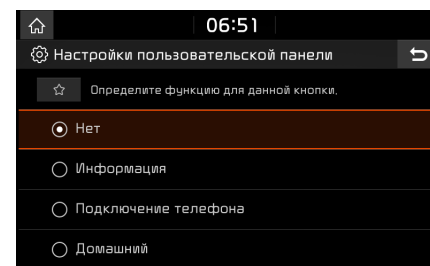 06:51
Настройки пользовательской панели
Определите функцию для данной кнопки.
Нет
Информация
Подключение телефона
Домашний